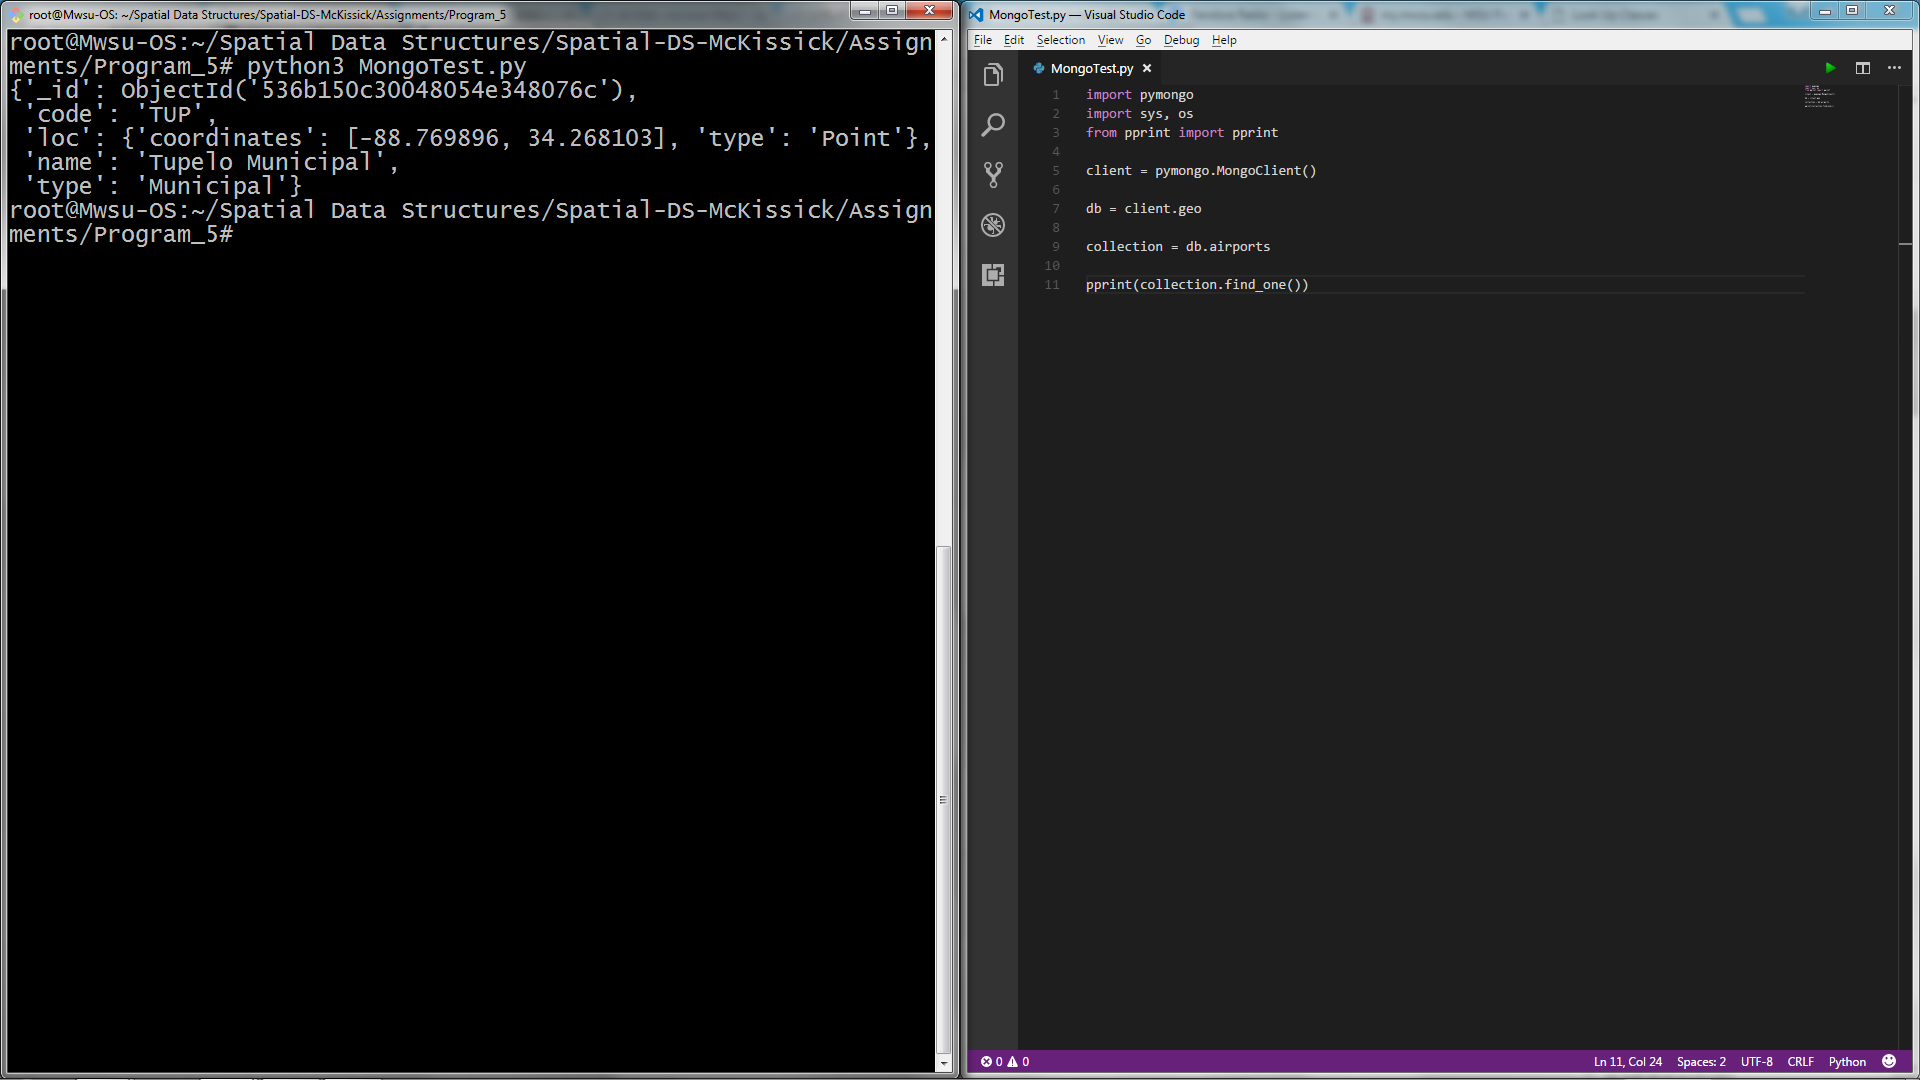 root@Mwsu-OS: ~/Spatial Data Structures/Spatial-DS-McKissick/Assignments/Program_5
root@Mwsu-OS:~/Spatial Data Structures/Spatial-DS-McKissick/Assign
ments/Program_5# python3 MongoTest.py
{'_id': ObjectId('536b150c30048054e348076c'),
 'code': 'TUP',
 'loc': {'coordinates': [-88.769896, 34.268103], 'type': 'Point'},
 'name': 'Tupelo Municipal',
 'type': 'Municipal'}
root@Mwsu-OS:~/Spatial Data Structures/Spatial-DS-McKissick/Assign
ments/Program_5#
MongoTest.py — Visual Studio Code
File Edit Selection View Go Debug Help
MongoTest.py
1 import pymongo
2 import sys, os
3 from pprint import pprint
4
5 client = pymongo.MongoClient()
6
7 db = client.geo
8
9 collection = db.airports
10
11 pprint(collection.find_one())
0 0 Ln 11, Col 24 Spaces: 2 UTF-8 CRLF Python